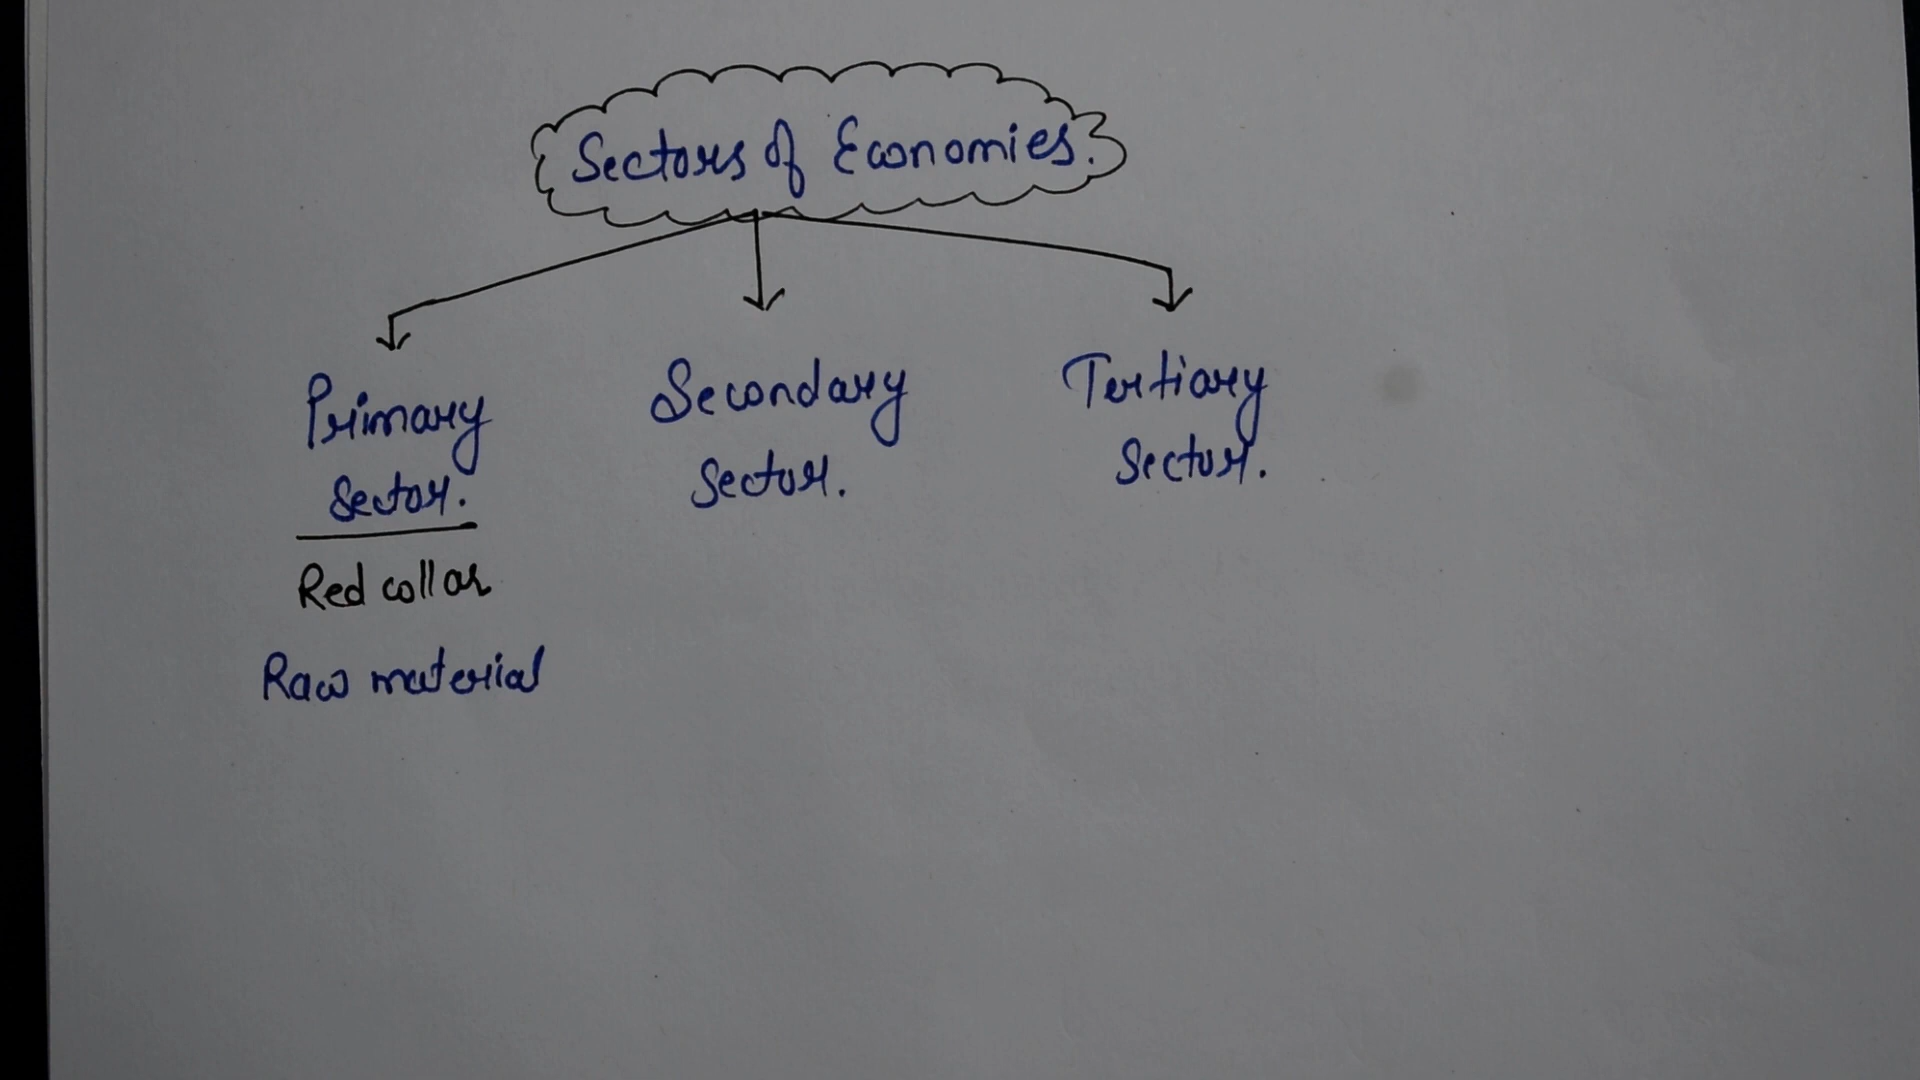 Sectors of Economies.
Primary
Sector.
Red collar
Raw material
Secondary
Sector.
Tertiary
Sector.